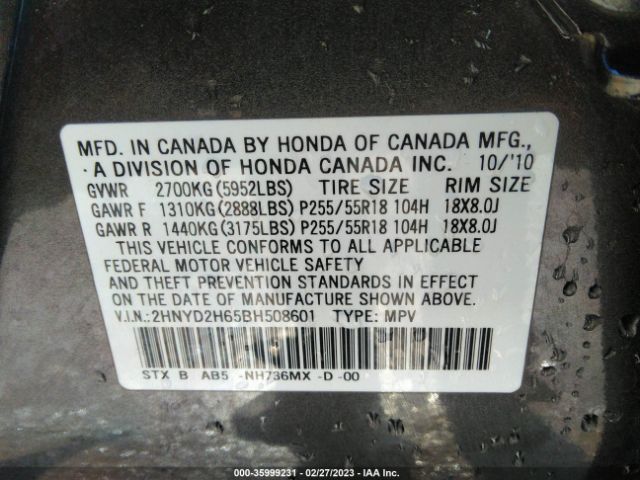 MFD. IN CANADA BY HONDA OF CANADA MFG.,
A DIVISION OF HONDA CANADA INC. 10/'10
GVWR 2700KG(5952LBS) TIRE SIZE RIM SIZE
GAWR F 1310KG(2888LBS) P255/55R18 104H 18X8.0J
GAWR R 1440KG(3175LBS) P255/55R18 104H 18X8.0J
THIS VEHICLE CONFORMS TO ALL APPLICABLE
FEDERAL MOTOR VEHICLE SAFETY
AND THEFT PREVENTION STANDARDS IN EFFECT
ON THE DATE OF MANUFACTURE SHOWN ABOVE.
V.I.N.:2HNYD2H65BH508601 TYPE: MPV
STX B AB5 -NH736MX -D -00
000-35999231 - 02/27/2023 - IAA Inc.